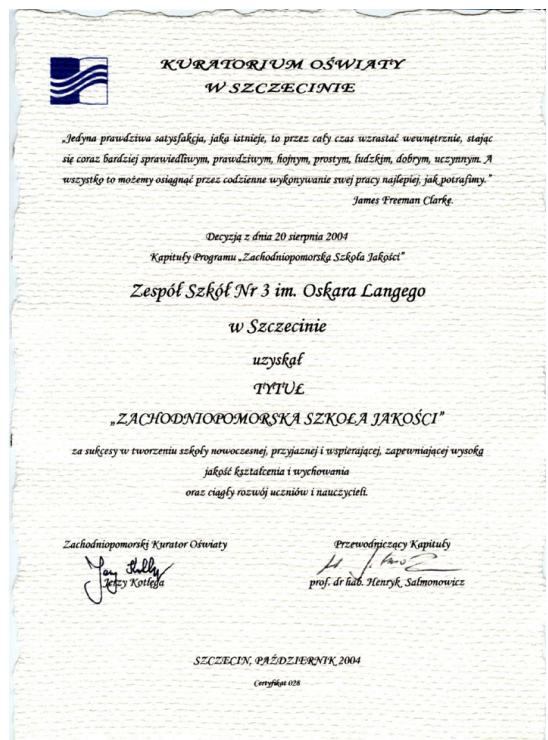 KURATORIUM OŚWIATY
W SZCZECINIE
„Jedyna prawdziwa satysfakcja, jaka istnieje, to przez cały czas wzrastać wewnętrznie, stając
się coraz bardziej sprawiedliwym, prawdziwym, hojnym, prostym, ludzkim, dobrym, uczynnym. A
wszystko to możemy osiągnąć przez codzienne wykonywanie swej pracy najlepiej, jak potrafimy."
James Freeman Clarke.
Decyzją z dnia 20 sierpnia 2004
Kapituły Programu „Zachodniopomorska Szkoła Jakości"
Zespół Szkół Nr 3 im. Oskara Langego
w Szczecinie
uzyskał
TYTUŁ
„ZACHODNIOPOMORSKA SZKOŁA JAKOŚCI"
za sukcesy w tworzeniu szkoły nowoczesnej, przyjaznej i wspierającej, zapewniającej wysoką
jakość kształcenia i wychowania
oraz ciągły rozwój uczniów i nauczycieli.
Zachodniopomorski Kurator Oświaty
Jerzy Kotlęga
Przewodniczący Kapituły
prof. dr hab. Henryk Salmonowicz
SZCZECIN, PAŹDZIERNIK 2004
Certyfikat 028